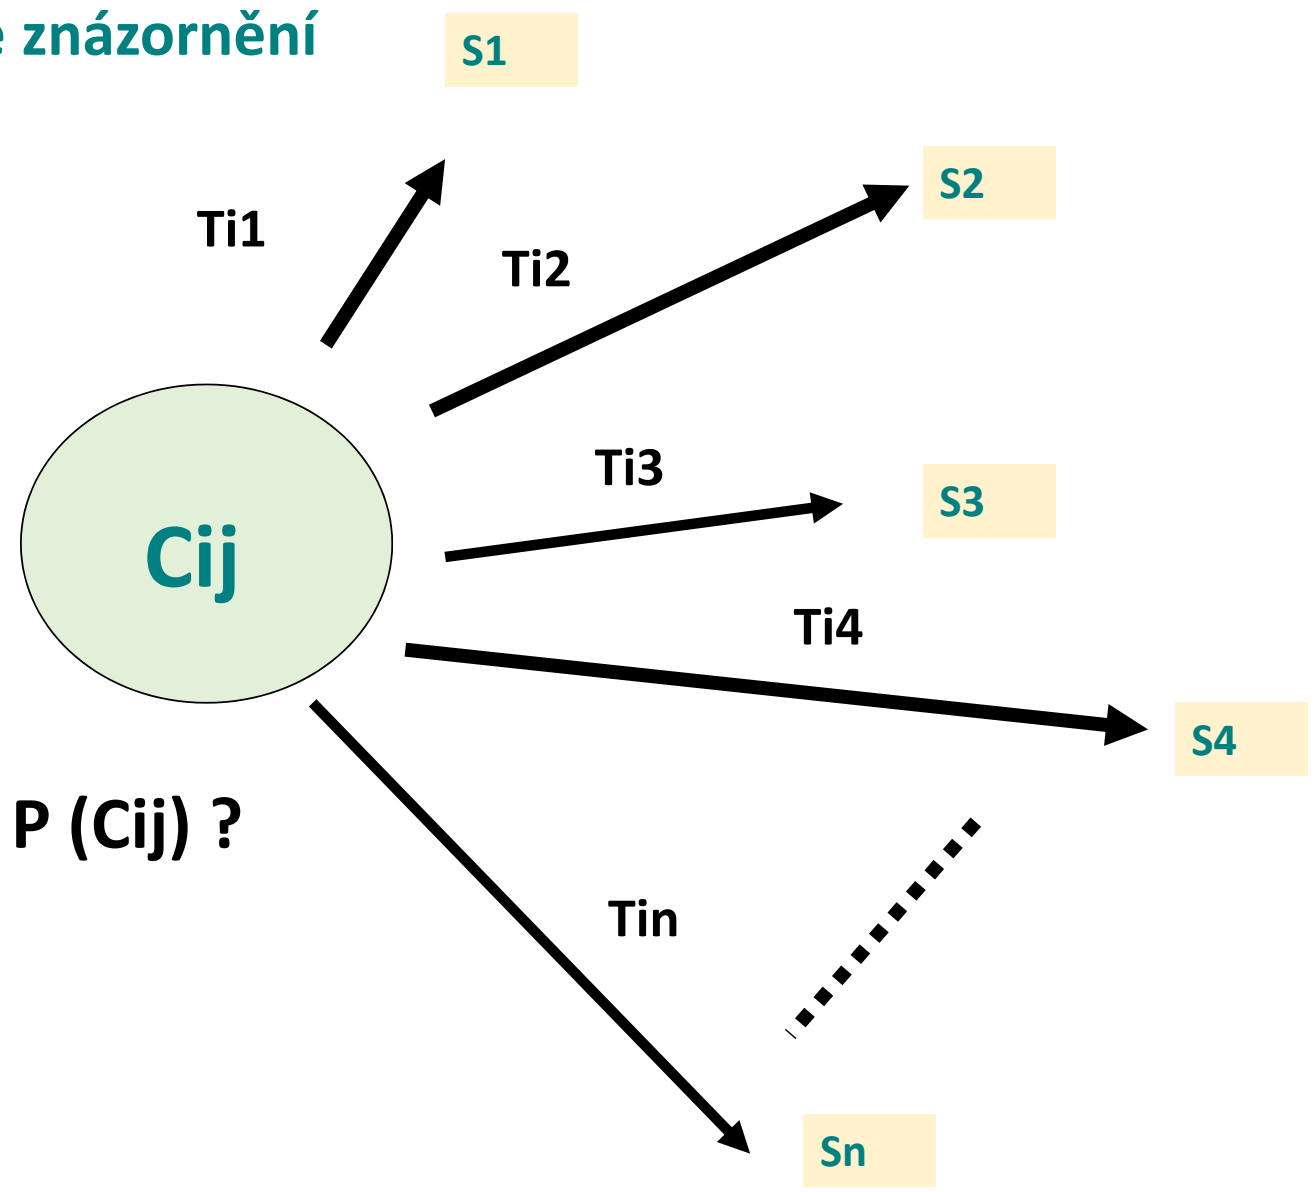 e znázornění
S1
S2
Ti1
Ti2
Ti3
S3
Cij
Ti4
S4
P (Cij) ?
Tin
Sn